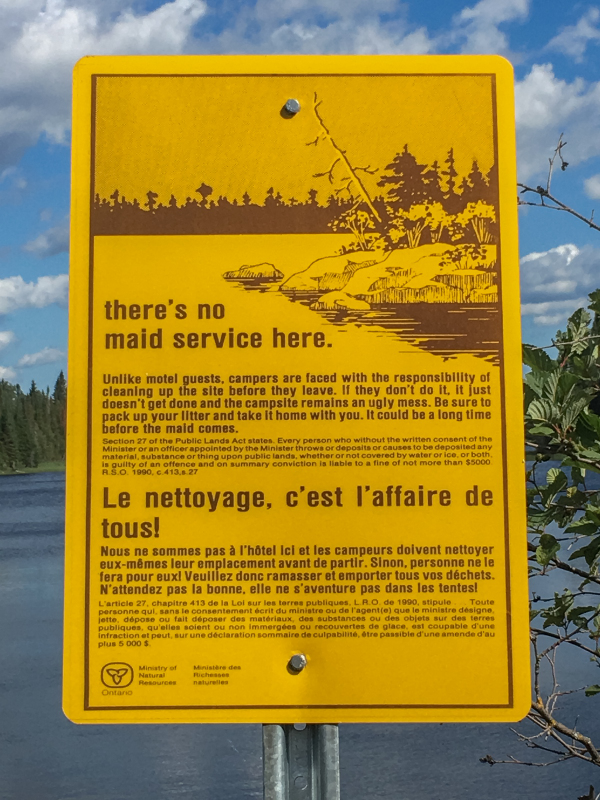 there's no
maid service here.
Unlike motel guests, campers are faced with the responsibility of
cleaning up the site before they leave. If they don't do it, it just
doesn't get done and the campsite remains an ugly mess. Be sure to
pack up your litter and take it home with you. It could be a long time
before the maid comes.
Section 27 of the Public Lands Act states. Every person who without the written consent of the
Minister or an officer appointed by the Minister throws or deposits or causes to be deposited any
material, substance or thing upon public lands, whether or not covered by water or ice, or both,
is guilty of an offence and on summary conviction is liable to a fine of not more than $5000.
R.S.O. 1990, c.413,s.27
Le nettoyage, c'est l'affaire de
tous!
Nous ne sommes pas à l'hôtel ici et les campeurs doivent nettoyer
eux-mêmes leur emplacement avant de partir. Sinon, personne ne le
fera pour eux! Veuillez donc ramasser et emporter tous vos déchets.
N'attendez pas la bonne, elle ne s'aventure pas dans les tentes!
L'article 27, chapitre 413 de la Loi sur les terres publiques, L.R.O. de 1990, stipule ... Toute
personne qui, sans le consentement écrit du ministre ou de l'agent(e) que le ministre désigne,
jette, dépose ou fait déposer des matériaux, des substances ou des objets sur des terres
publiques, qu'elles soient ou non immergées ou recouvertes de glace, est coupable d'une
infraction et peut, sur une déclaration sommaire de culpabilité, être passible d'une amende d'au
plus 5 000 $.
Ministry of
Natural
Resources
Ministère des
Richesses
naturelles
Ontario